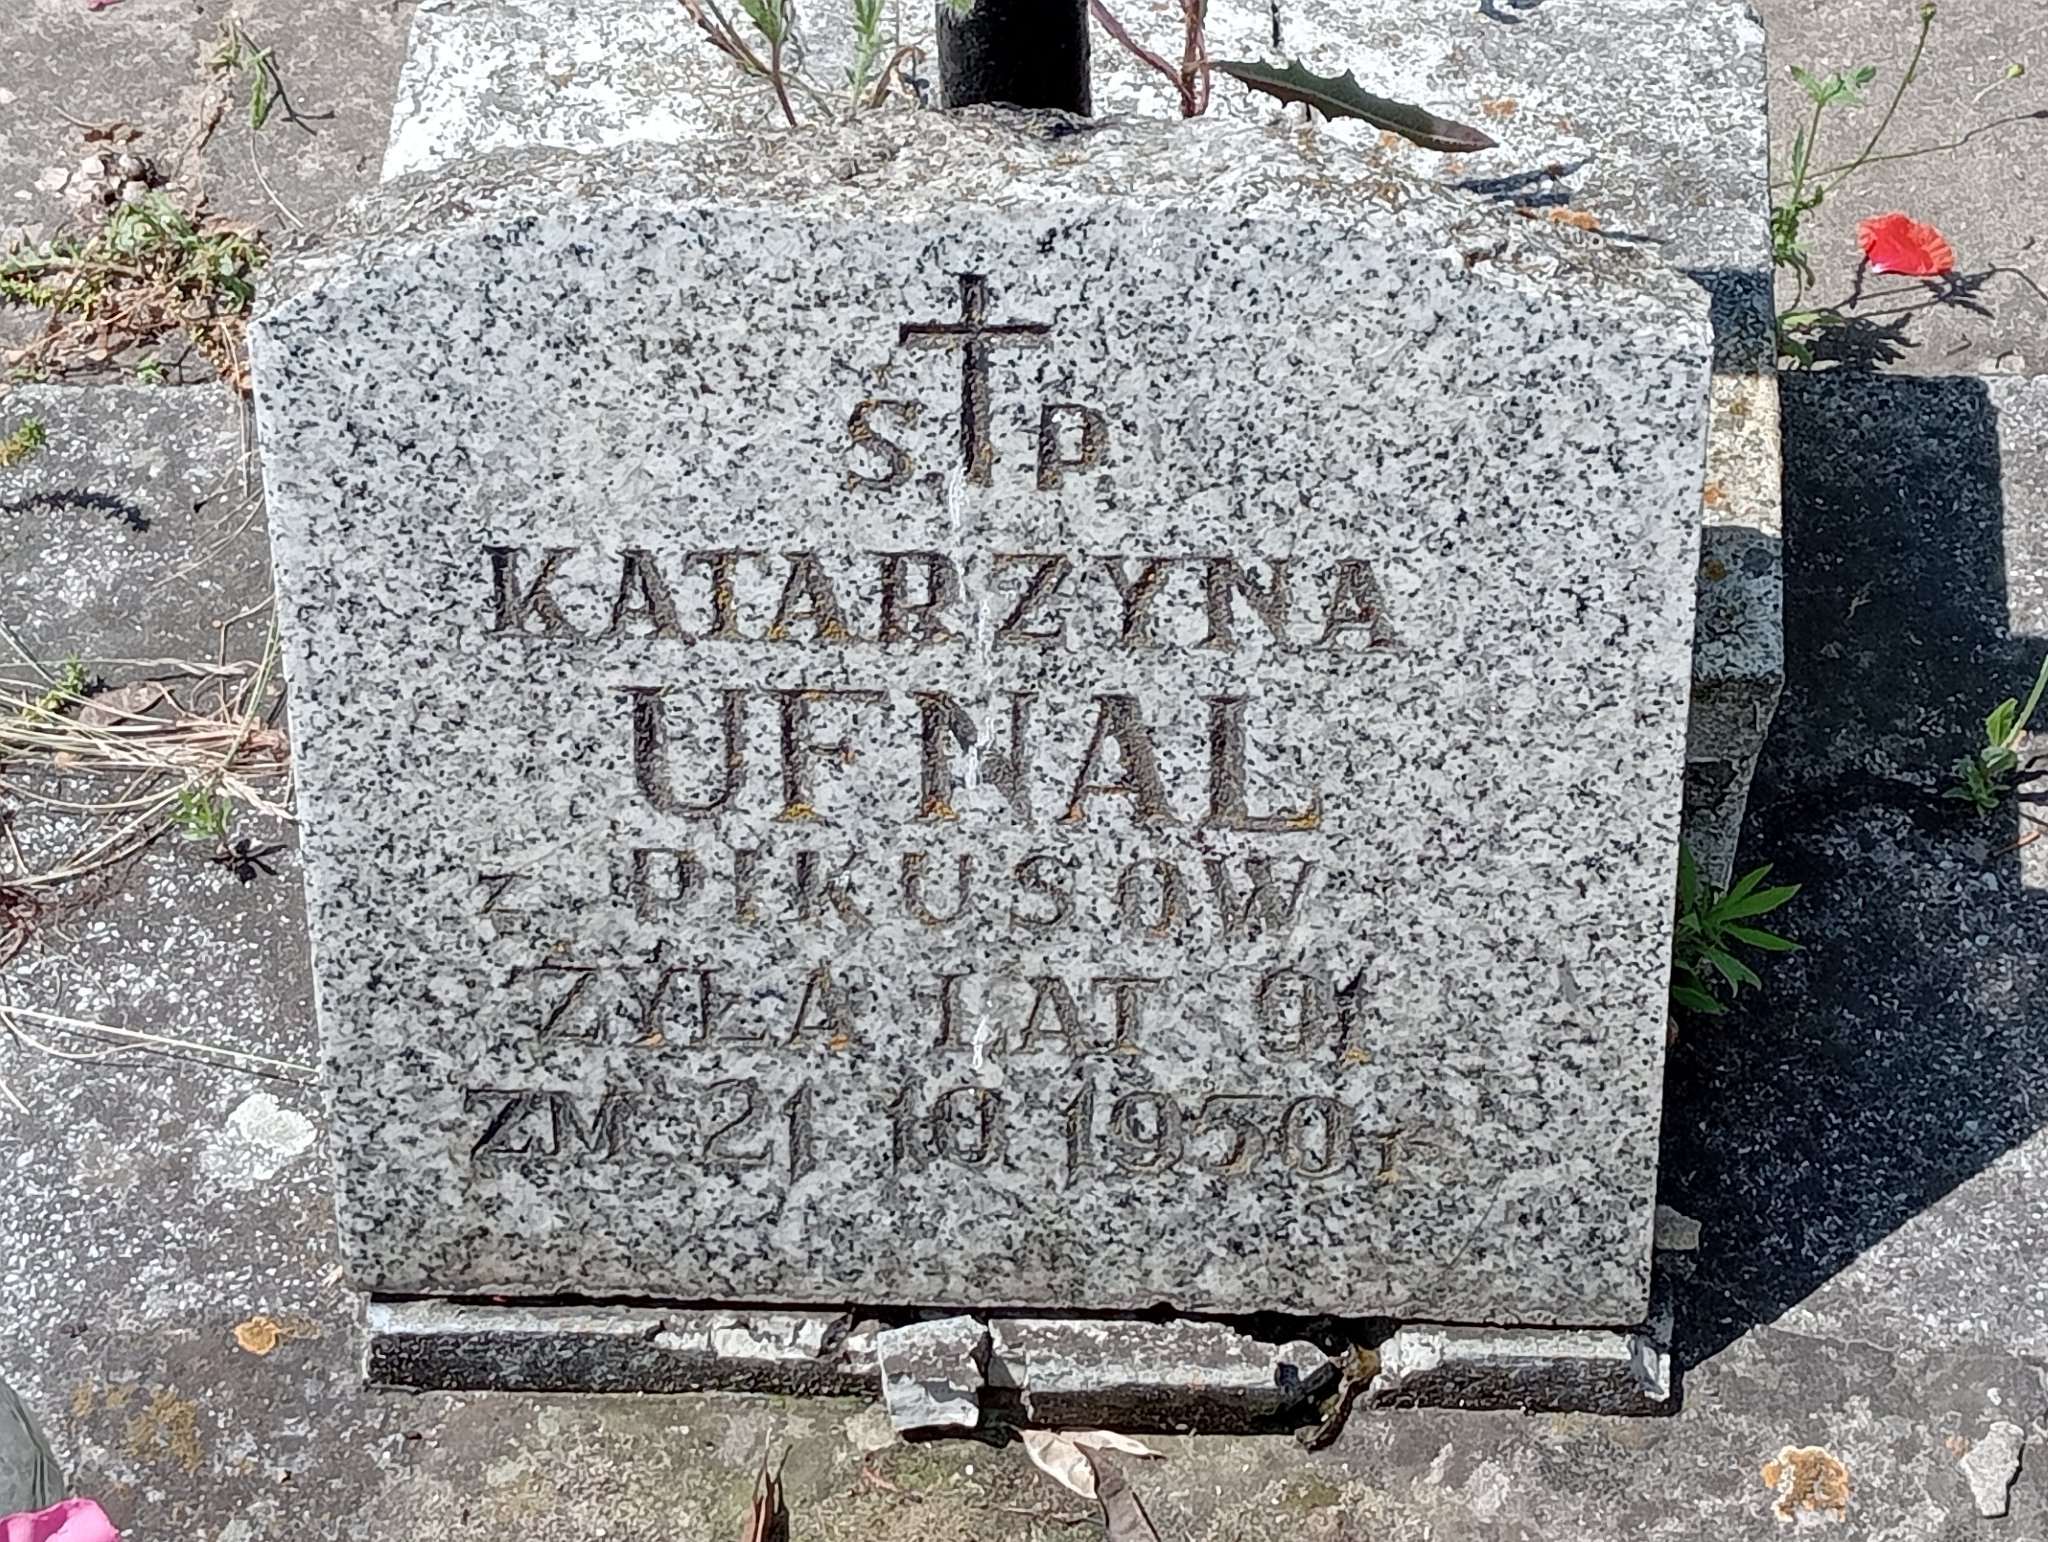 Ś. P.
KATARZYNA
UFNAL
z PIKUSÓW
ŻYŁA LAT 91
ZM. 21 10 1950 r.